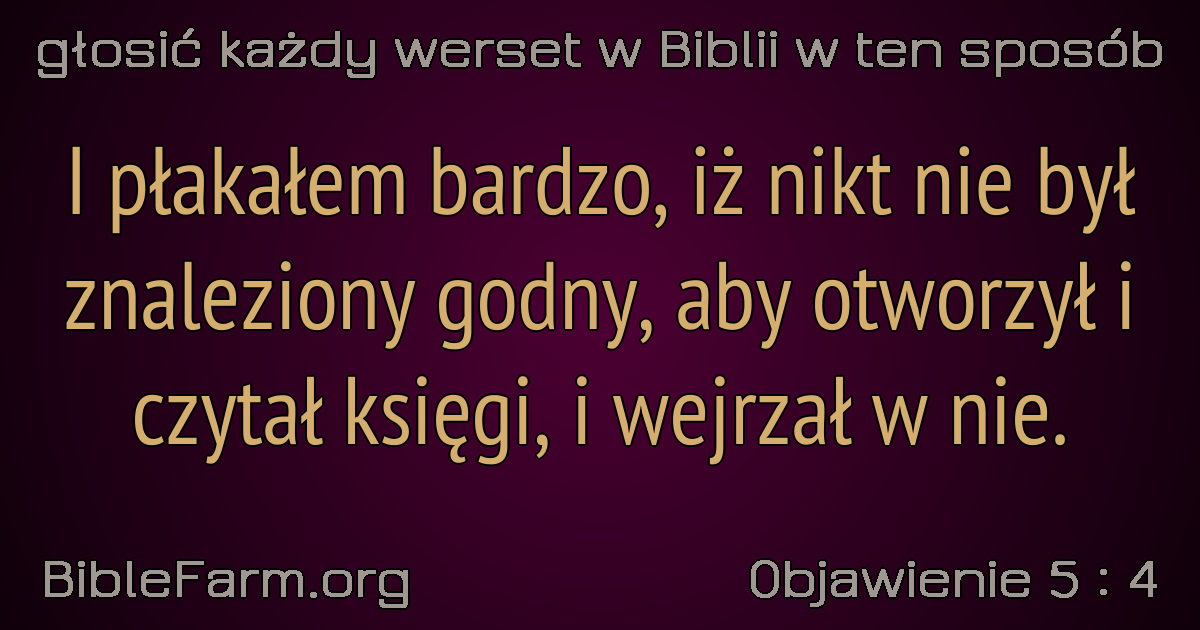 głosić każdy werset w Biblii w ten sposób
I płakałem bardzo, iż nikt nie był
znaleziony godny, aby otworzył i
czytał księgi, i wejrzał w nie.
BibleFarm.org
Objawienie 5 : 4